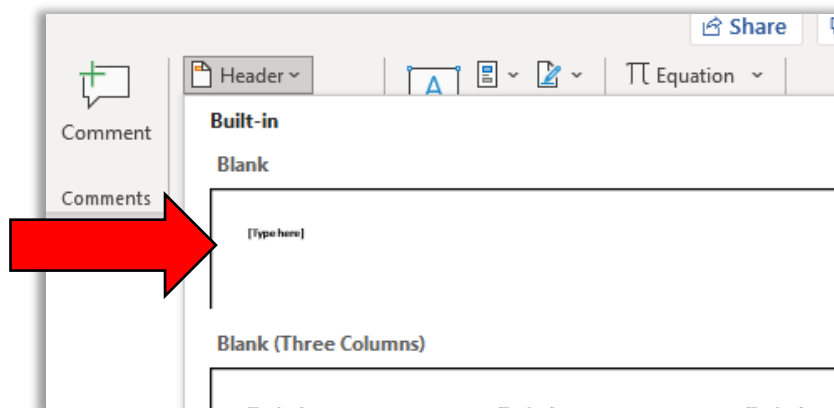 Share
Header
A
Equation
Comment
Built-in
Blank
Comments
[Type here]
Blank (Three Columns)